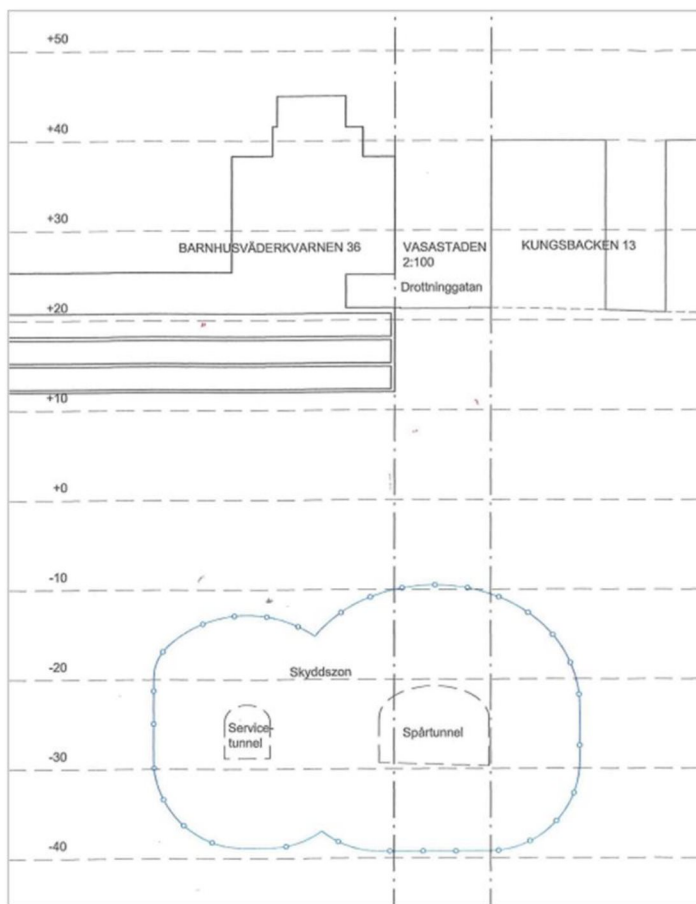 +50
+40
+30
BARNHUSVÄDERKVARNEN 36
VASASTADEN
2:100
KUNGSBACKEN 13
Drottninggatan
+20
+10
+0
-10
-20
Skyddszon
Service-
tunnel
Spårtunnel
-30
-40